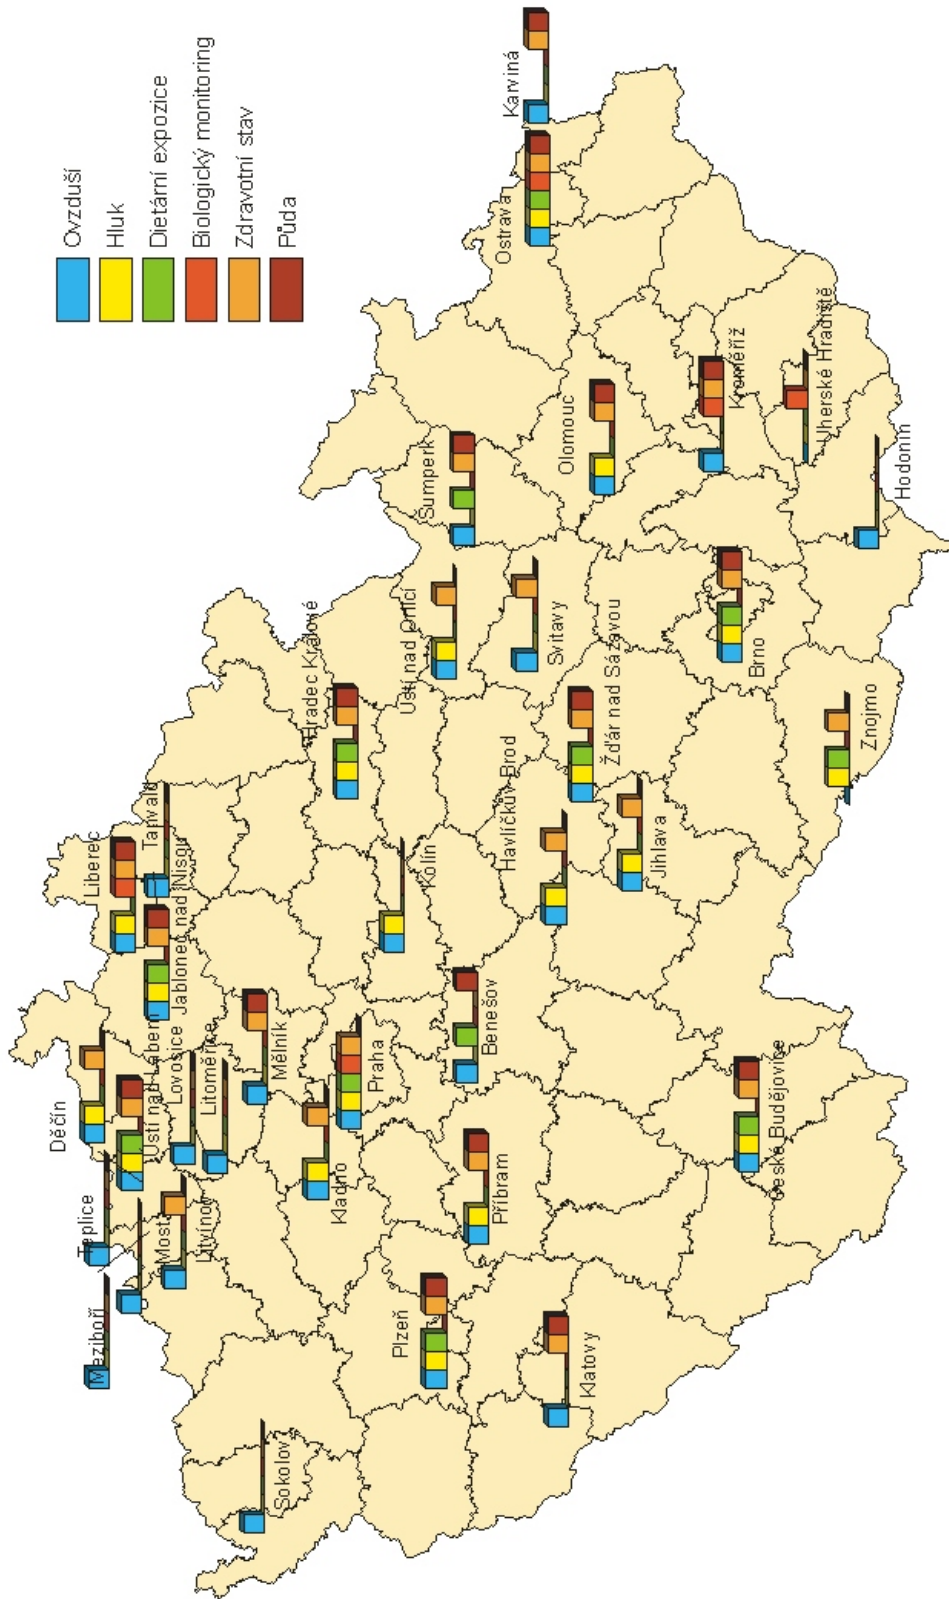 Ovzduší
Hluk
Dietární expozice
Biologický monitoring
Zdravotní stav
Půda
Děčín
Liberec
Tanvald
Jablonec nad Nisou
Teplice
Ústí nad Labem
Lovosice
Litoměřice
Meziboří
Most
Litvínov
Mělník
Hradec Králové
Sokolov
Kladno
Praha
Kolín
Ústí nad Orlicí
Šumperk
Ostrava
Karviná
Plzeň
Příbram
Benešov
Havlíčkův Brod
Svitavy
Olomouc
Klatovy
Jihlava
Žďár nad Sázavou
Kroměříž
České Budějovice
Brno
Uherské Hradiště
Znojmo
Hodonín